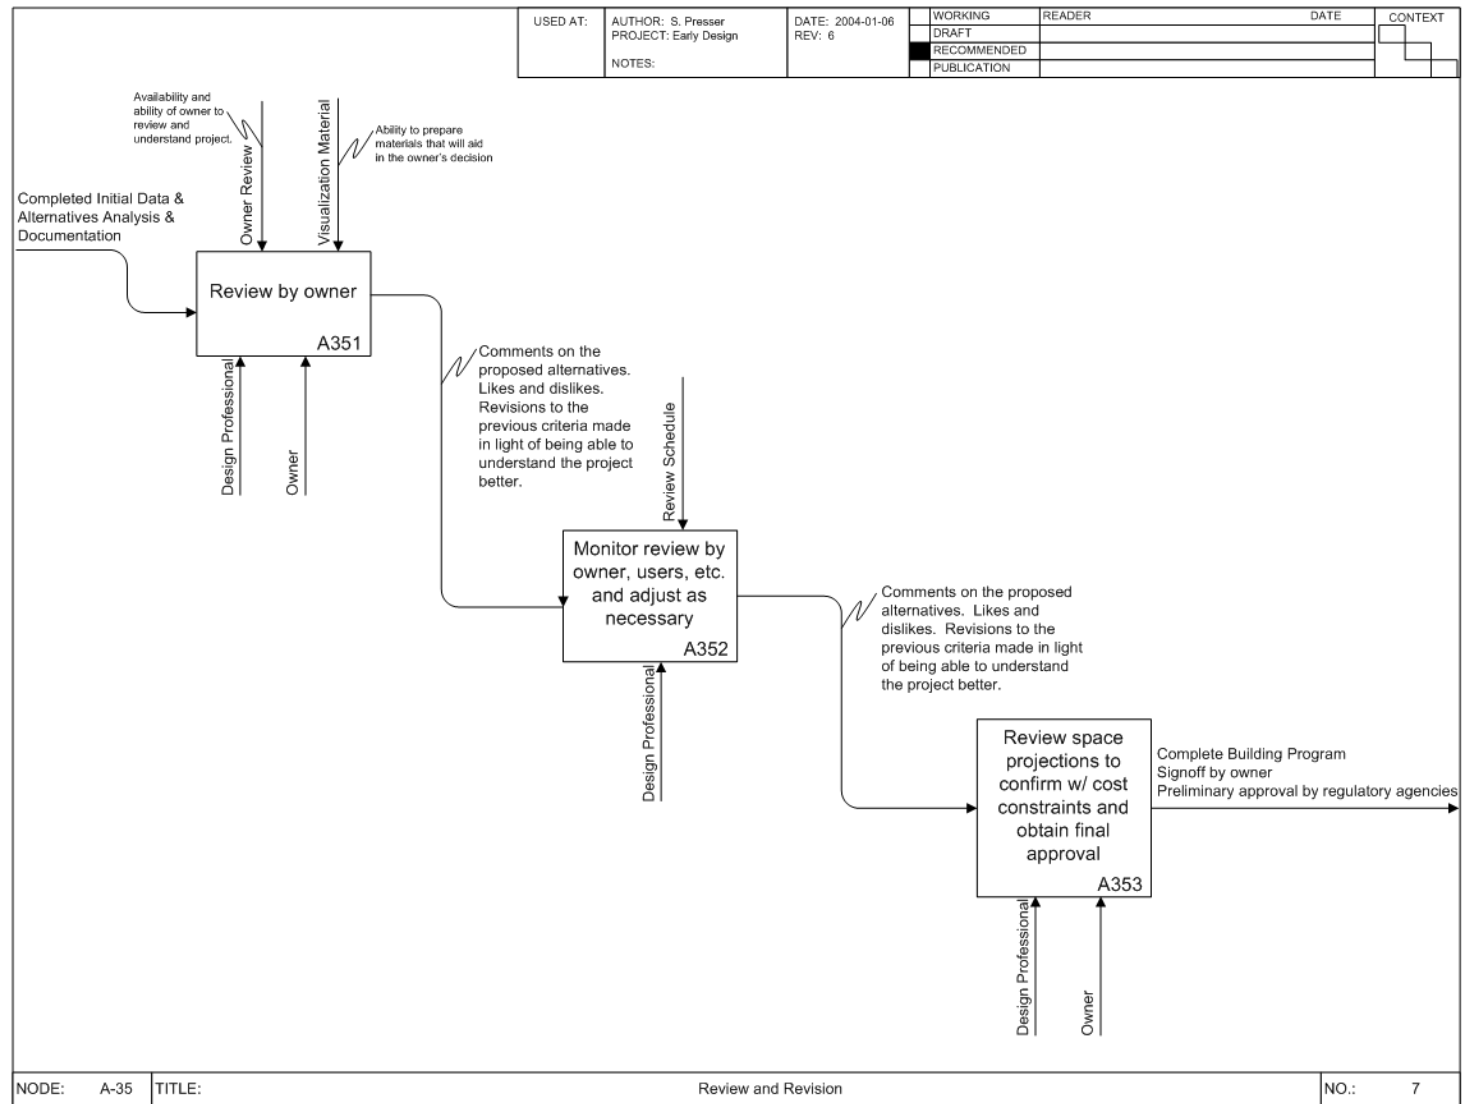 USED AT:
AUTHOR: S. Presser
PROJECT: Early Design
NOTES:
DATE: 2004-01-06
REV: 6
WORKING
DRAFT
RECOMMENDED
PUBLICATION
READER
DATE
CONTEXT
Availability and
ability of owner to
review and
understand project.
Owner Review
Visualization Material
Ability to prepare
materials that will aid
in the owner's decision
Completed Initial Data &
Alternatives Analysis &
Documentation
Review by owner
A351
Design Professional
Owner
Comments on the
proposed alternatives.
Likes and dislikes.
Revisions to the
previous criteria made
in light of being able to
understand the project
better.
Review Schedule
Monitor review by
owner, users, etc.
and adjust as
necessary
A352
Design Professional
Comments on the proposed
alternatives. Likes and
dislikes. Revisions to the
previous criteria made in light
of being able to understand
the project better.
Review space
projections to
confirm w/ cost
constraints and
obtain final
approval
A353
Complete Building Program
Signoff by owner
Preliminary approval by regulatory agencies
Design Professional
Owner
NODE: A-35
TITLE:
Review and Revision
NO.: 7